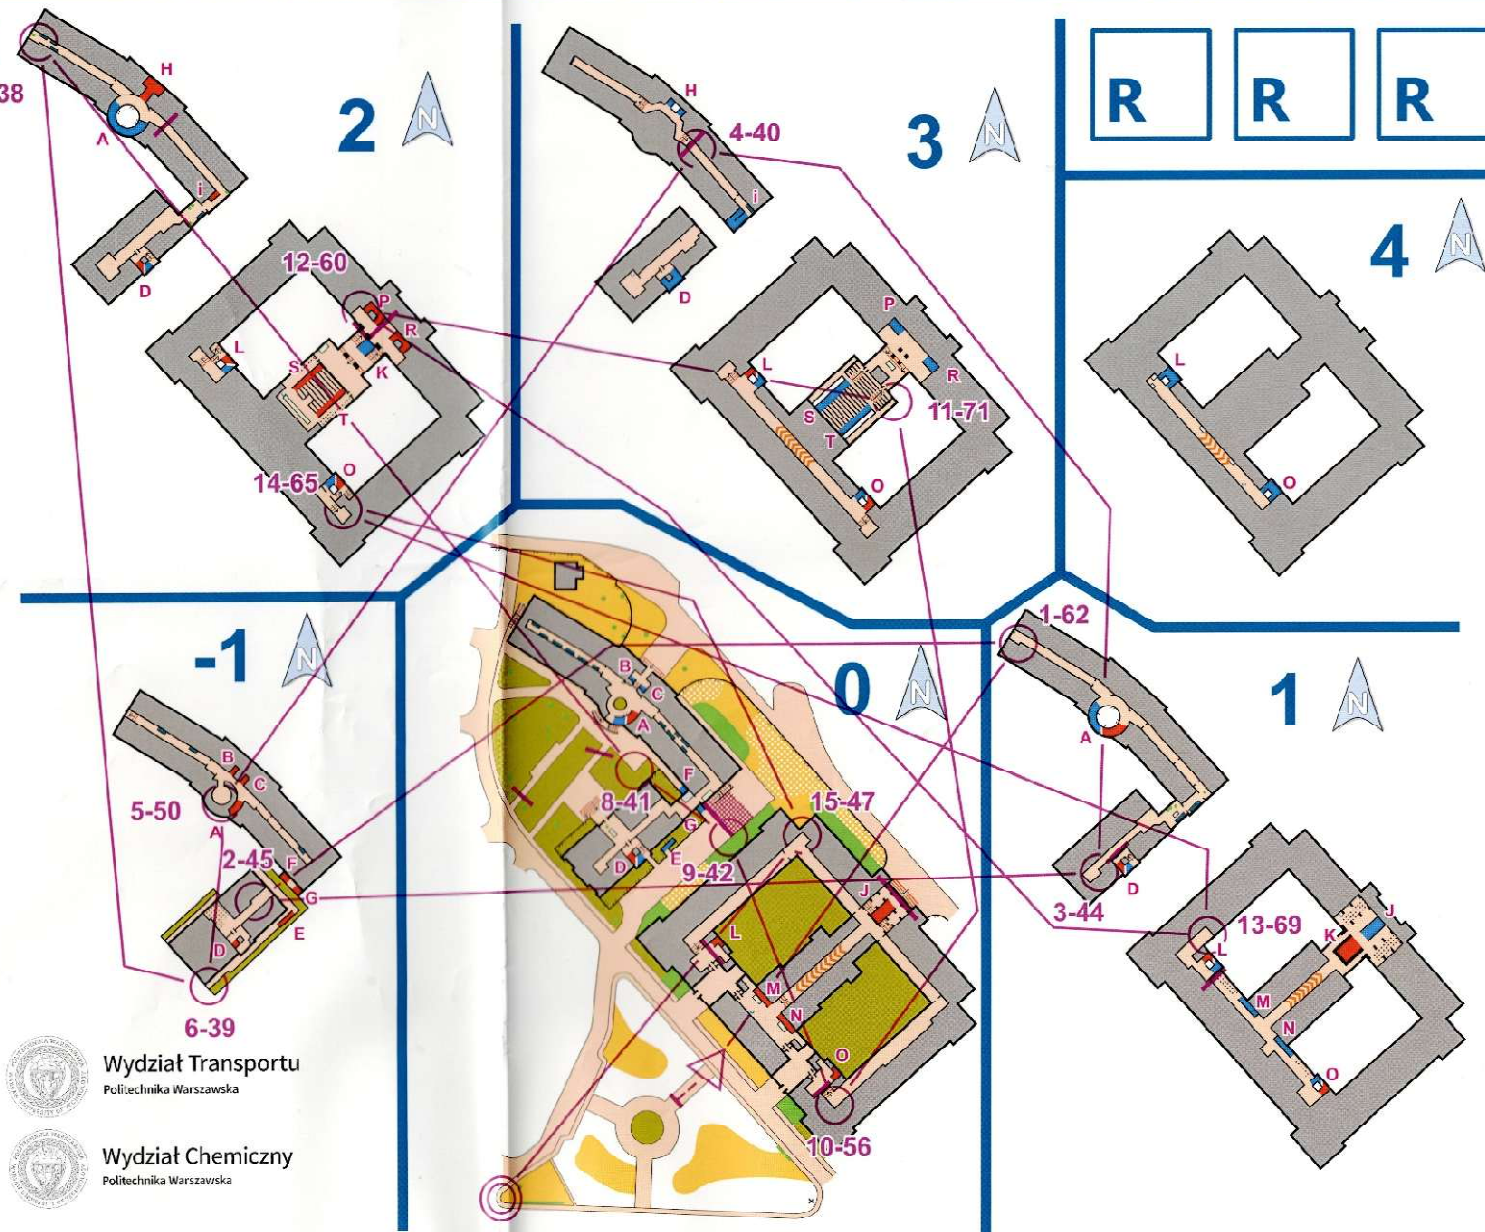 38
H
A
i
D
2
N
12-60
P
R
L
S
K
T
O
14-65
H
4-40
i
D
3
N
P
L
R
S
T
11-71
O
R
R
R
4
N
L
O
-1
N
B
C
5-50
A
2-45
F
G
D
E
6-39
0
N
B
C
A
F
8-41
G
15-47
D
E
9-42
J
L
M
N
O
10-56
1-62
1
N
A
D
3-44
13-69
J
K
L
M
N
O
Wydział Transportu
Politechnika Warszawska
Wydział Chemiczny
Politechnika Warszawska